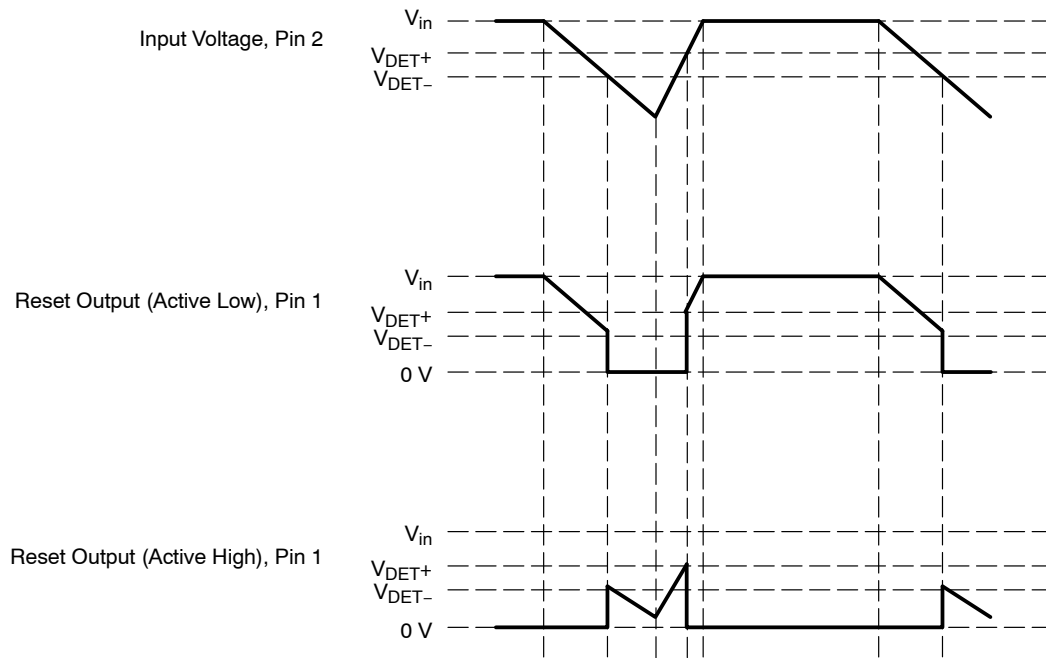 Input Voltage, Pin 2
Vin
VDET+
VDET−
Reset Output (Active Low), Pin 1
Vin
VDET+
VDET−
0 V
Reset Output (Active High), Pin 1
Vin
VDET+
VDET−
0 V